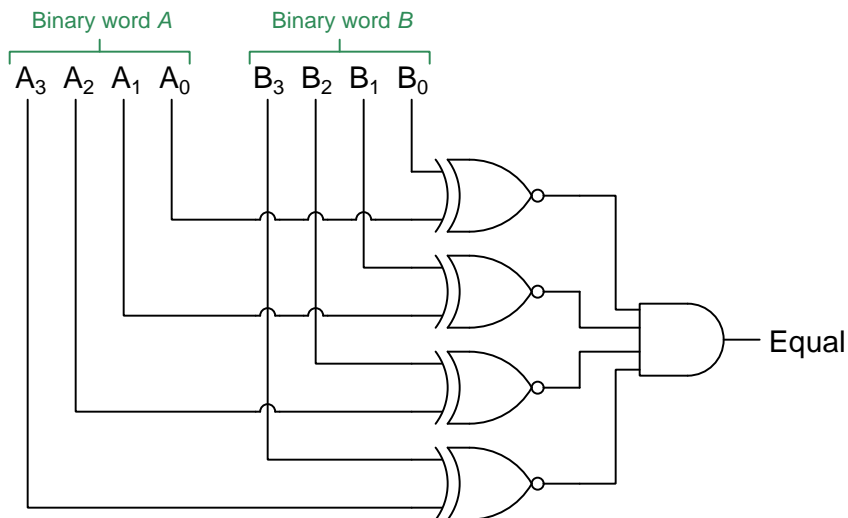 Binary word A Binary word B
A₃ A₂ A₁ A₀ B₃ B₂ B₁ B₀
Equal